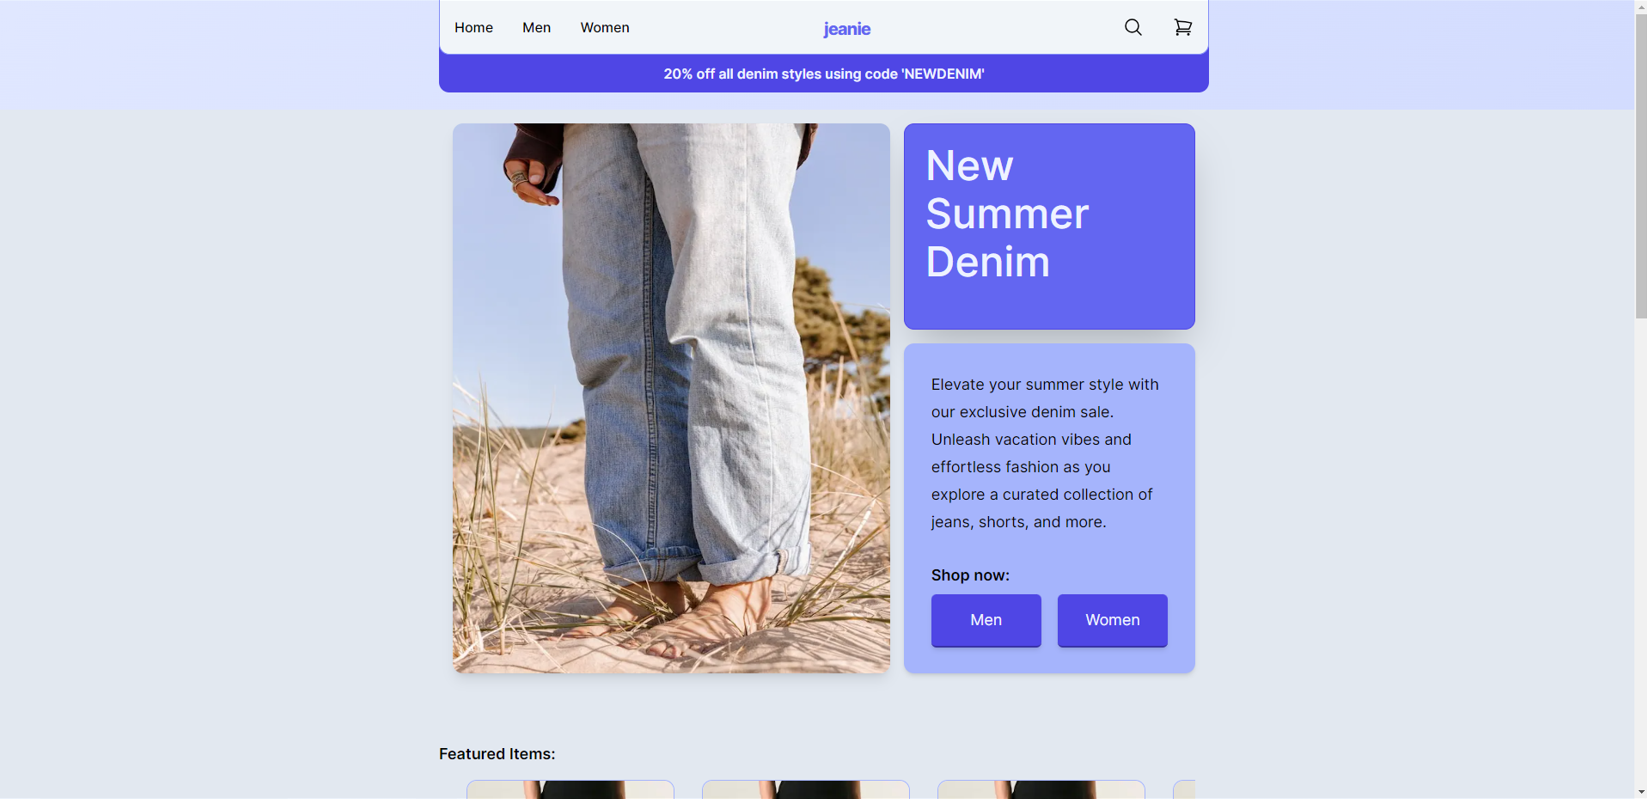 Home Men Women jeanie
20% off all denim styles using code 'NEWDENIM'
New
Summer
Denim
Elevate your summer style with
our exclusive denim sale.
Unleash vacation vibes and
effortless fashion as you
explore a curated collection of
jeans, shorts, and more.
Shop now:
Men Women
Featured Items: